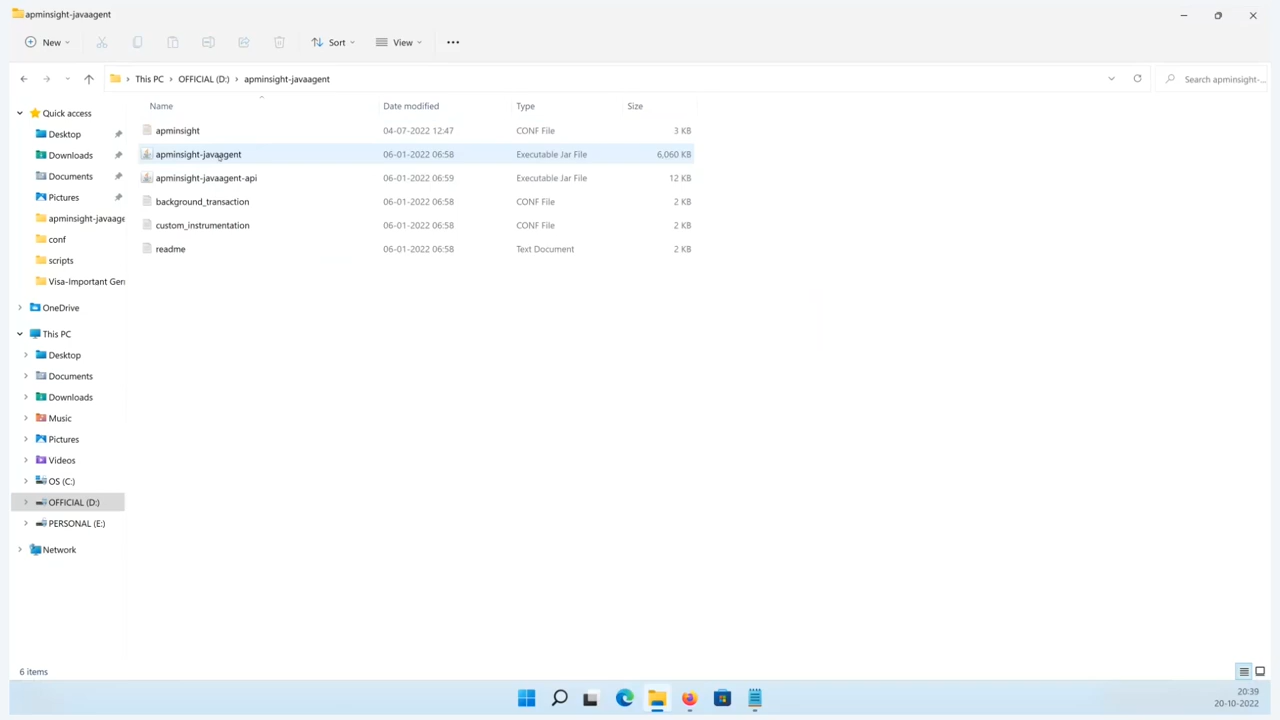 apminsight-javaagent
New
Sort
View
This PC
OFFICIAL (D:)
apminsight-javaagent
Search apminsight-...
Name
Date modified
Type
Size
Quick access
Desktop
Downloads
Documents
Pictures
apminsight-javaage
conf
scripts
Visa-Important Ger
OneDrive
This PC
Desktop
Documents
Downloads
Music
Pictures
Videos
OS (C:)
OFFICIAL (D:)
PERSONAL (E:)
Network
apminsight 04-07-2022 12:47 CONF File 3 KB
apminsight-javaagent 06-01-2022 06:58 Executable Jar File 6,060 KB
apminsight-javaagent-api 06-01-2022 06:59 Executable Jar File 12 KB
background_transaction 06-01-2022 06:58 CONF File 2 KB
custom_instrumentation 06-01-2022 06:58 CONF File 2 KB
readme 06-01-2022 06:58 Text Document 2 KB
6 items
20:39
20-10-2022